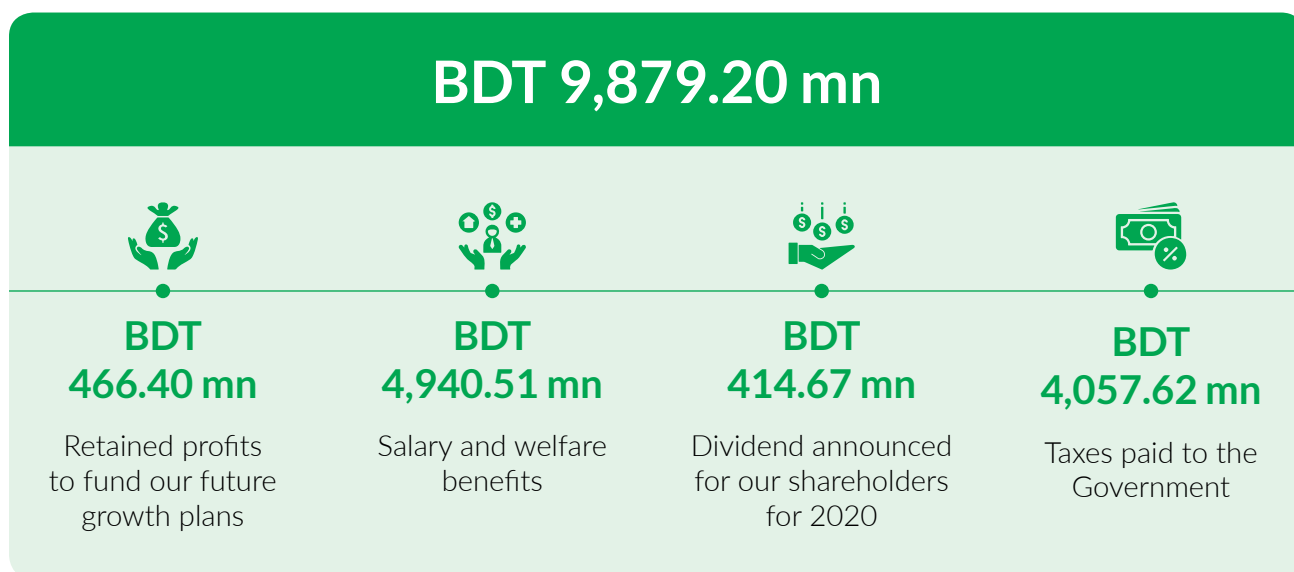 BDT 9,879.20 mn
BDT
466.40 mn
Retained profits
to fund our future
growth plans
BDT
4,940.51 mn
Salary and welfare
benefits
BDT
414.67 mn
Dividend announced
for our shareholders
for 2020
BDT
4,057.62 mn
Taxes paid to the
Government